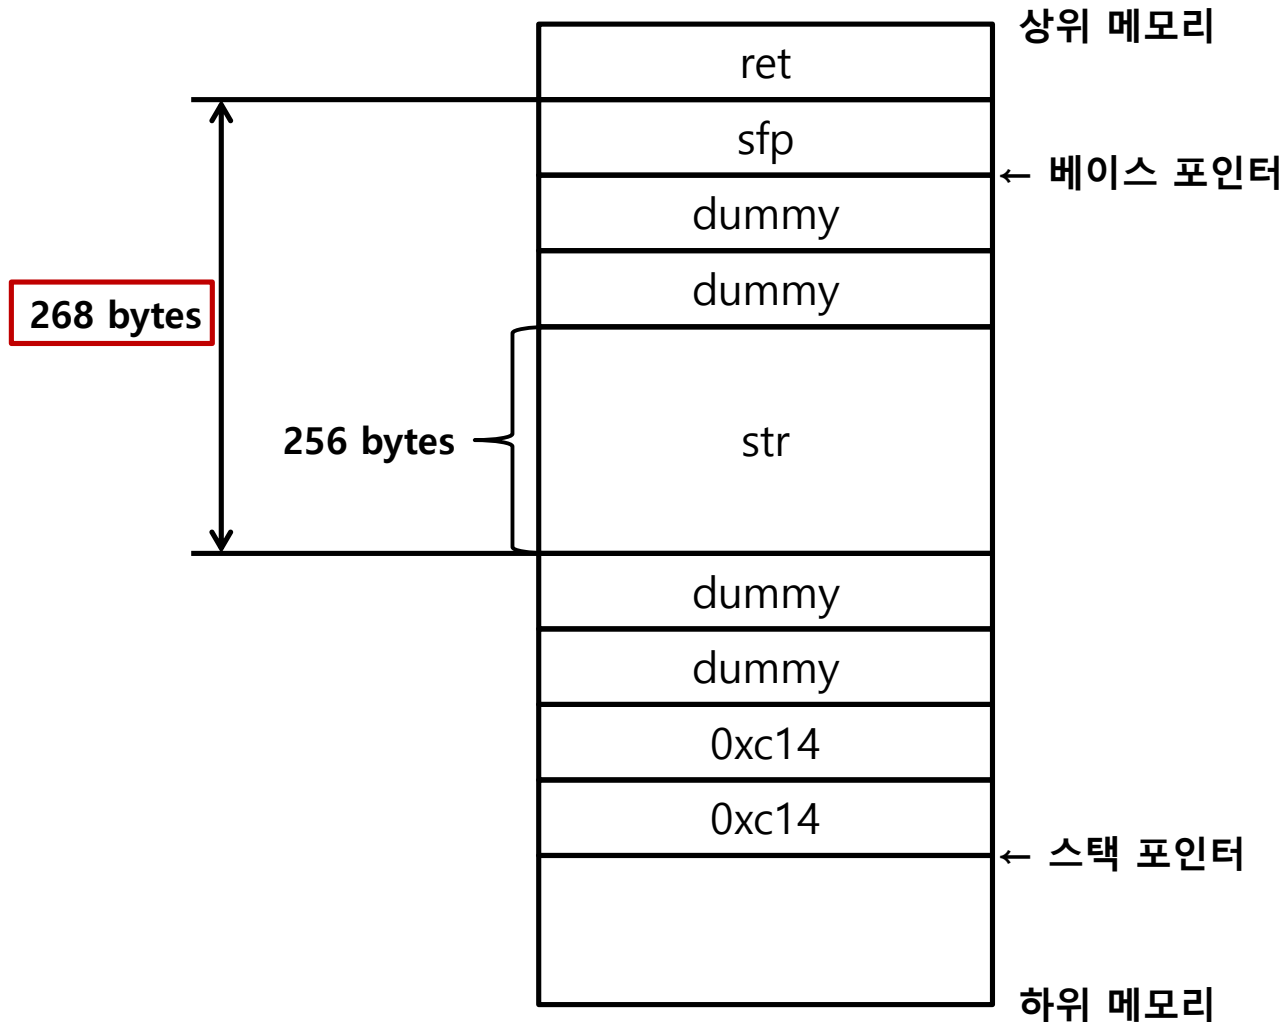 상위 메모리
ret
sfp
← 베이스 포인터
dummy
dummy
268 bytes
256 bytes
str
dummy
dummy
0xc14
0xc14
← 스택 포인터
하위 메모리